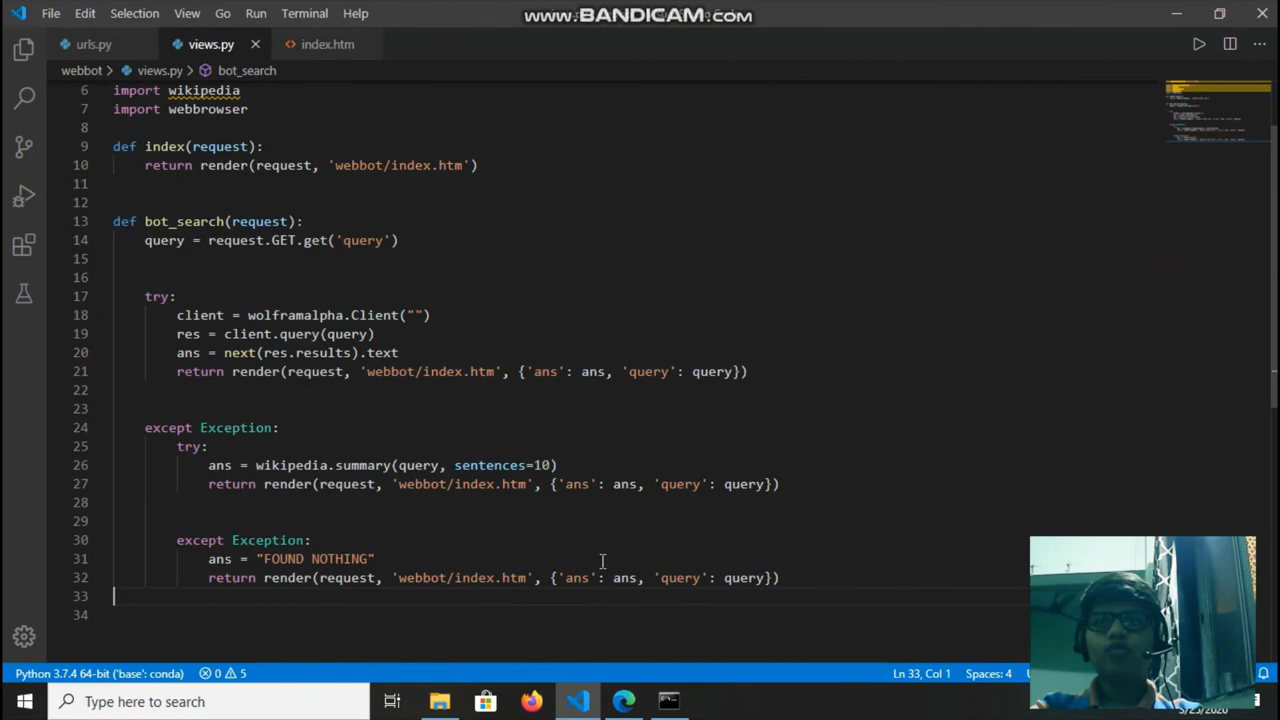 File Edit Selection View Go Run Terminal Help
www.BANDICAM.com
urls.py views.py index.htm
webbot > views.py > bot_search
6 import wikipedia
7 import webbrowser
8
9 def index(request):
10 return render(request, 'webbot/index.htm')
11
12
13 def bot_search(request):
14 query = request.GET.get('query')
15
16
17 try:
18 client = wolframalpha.Client("")
19 res = client.query(query)
20 ans = next(res.results).text
21 return render(request, 'webbot/index.htm', {'ans': ans, 'query': query})
22
23
24 except Exception:
25 try:
26 ans = wikipedia.summary(query, sentences=10)
27 return render(request, 'webbot/index.htm', {'ans': ans, 'query': query})
28
29
30 except Exception:
31 ans = "FOUND NOTHING"
32 return render(request, 'webbot/index.htm', {'ans': ans, 'query': query})
33
34
Python 3.7.4 64-bit ('base': conda) 0 5 Ln 33, Col 1 Spaces: 4
Type here to search